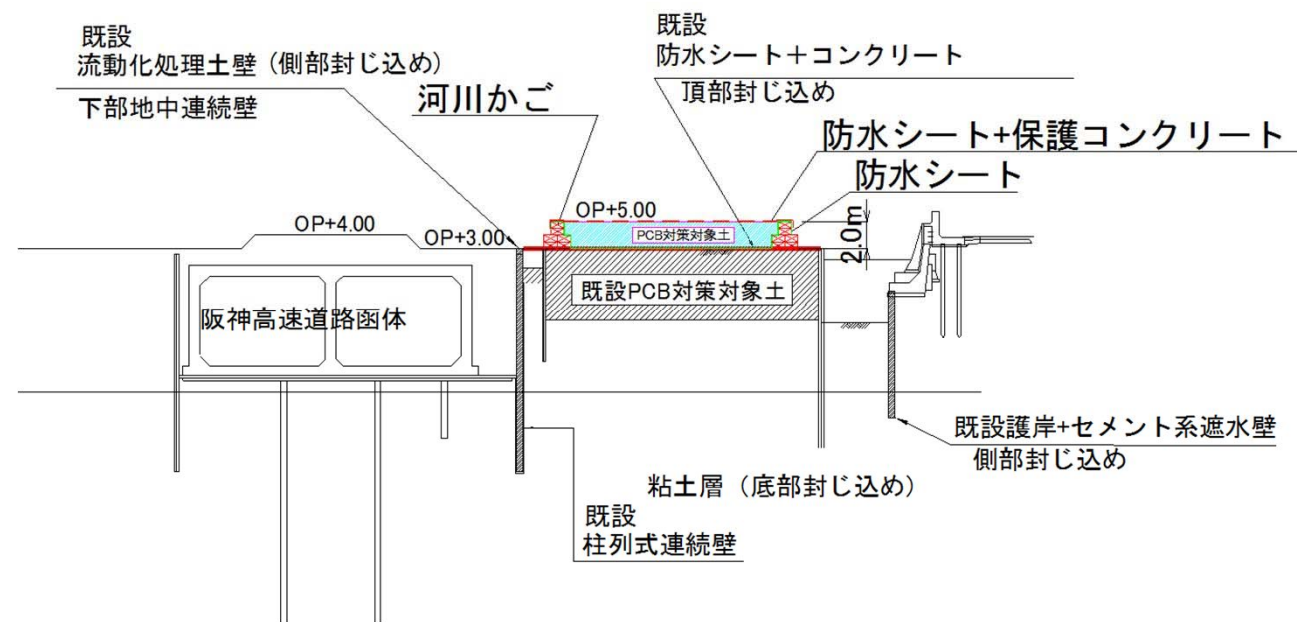 既設
流動化処理土壁（側部封じ込め）
下部地中連続壁
既設
防水シート＋コンクリート
頂部封じ込め
河川かご
防水シート+保護コンクリート
防水シート
OP+5.00
OP+4.00
OP+3.00
PCB対策対象土
2.0m
既設PCB対策対象土
阪神高速道路函体
既設護岸+セメント系遮水壁
側部封じ込め
粘土層（底部封じ込め）
既設
柱列式連続壁